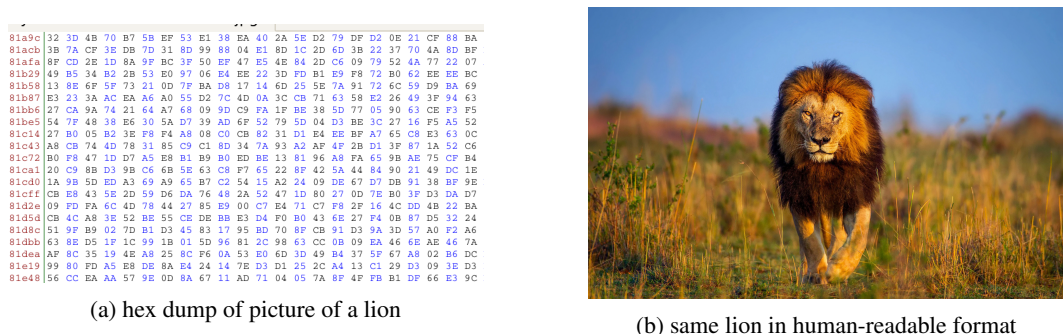 81a9c 32 3D 4B 70 B7 5B EF 53 E1 38 EA 40 2A 5E D2 79 DF D2 0E 21 CF 88 BA
81acb 3B 7A CF 3E DB 7D 31 8D 99 88 04 E1 8D 1C 2D 6D 3B 22 37 70 4A 8D BF
81afa 8F CD 2E 1D 8A 9F BC 3F 50 EF 47 E5 4E 84 2D C6 09 79 52 4A 77 22 07
81b29 49 B5 34 B2 2B 53 E0 97 06 E4 EE 22 3D FD B1 E9 F8 72 B0 62 EE EE BC
81b58 13 8E 6F 5F 73 21 0D 7F BA D8 17 14 6D 25 5E 7A 91 72 6C 59 D9 BA 69
81b87 E3 23 3A AC EA A6 A0 55 D2 7C 4D 0A 3C CB 71 63 58 E2 26 49 3F 94 63
81bb6 27 CA 9A 74 21 64 A7 68 09 9D C9 FA 1F BE 38 5D 77 05 90 63 CE F3 F5
81be5 54 7F 48 38 E6 30 5A D7 39 AD 6F 52 79 5D 04 D3 BE 3C 27 16 F5 A5 52
81c14 27 B0 05 B2 3E F8 F4 A8 08 C0 CB 82 31 D1 E4 EE BF A7 65 C8 E3 63 0C
81c43 A8 CB 74 4D 78 31 85 C9 C1 8D 34 7A 93 A2 AF 4F 2B D1 3F 87 1A 52 C6
81c72 B0 F8 47 1D D7 A5 E8 B1 B9 B0 ED BE 13 81 96 A8 FA 65 9B AE 75 CF B4
81ca1 20 C9 8B D3 9B C6 6B 5E 63 C8 F7 65 22 8F 42 5A 44 84 90 21 49 DC 1E
81cd0 1A 9B 5D ED A3 69 A9 65 B7 C2 54 15 A2 24 09 DE 67 D7 DB 91 38 BF 9E
81cff CB E8 43 5E 2D 59 D6 DA 76 48 2A 52 47 1D 80 27 0D 7E B0 3F D3 DA D7
81d2e 09 FD FA 6C 4D 78 44 27 85 E9 00 C7 E4 71 C7 F8 2F 16 4C DD 4B 22 BA
81d5d CB 4C A8 3E 52 BE 55 CE DE BB E3 D4 F0 B0 43 6E 27 F4 0B 87 D5 32 24
81d8c 51 9F B9 02 7D B1 D3 45 83 17 95 BD 70 8F CB 91 D3 9A 3D 57 A0 F2 A6
81dbb 63 8E D5 1F 1C 99 1B 01 5D 96 81 2C 98 63 CC 0B 09 EA 46 6E AE 46 7A
81dea AF 8C 35 19 4E A8 25 8C F6 0A 53 E0 6D 3D 49 B4 37 5F 67 A8 02 B6 DC
81e19 99 80 FD A5 E8 DE 8A E4 24 14 7E D3 D1 25 2C A4 13 C1 29 D3 09 3E D3
81e48 56 CC EA AA 57 9E 0D 8A 67 11 AD 71 04 05 7A 8F 4F FB B1 DF 66 E3 9C
(a) hex dump of picture of a lion
(b) same lion in human-readable format